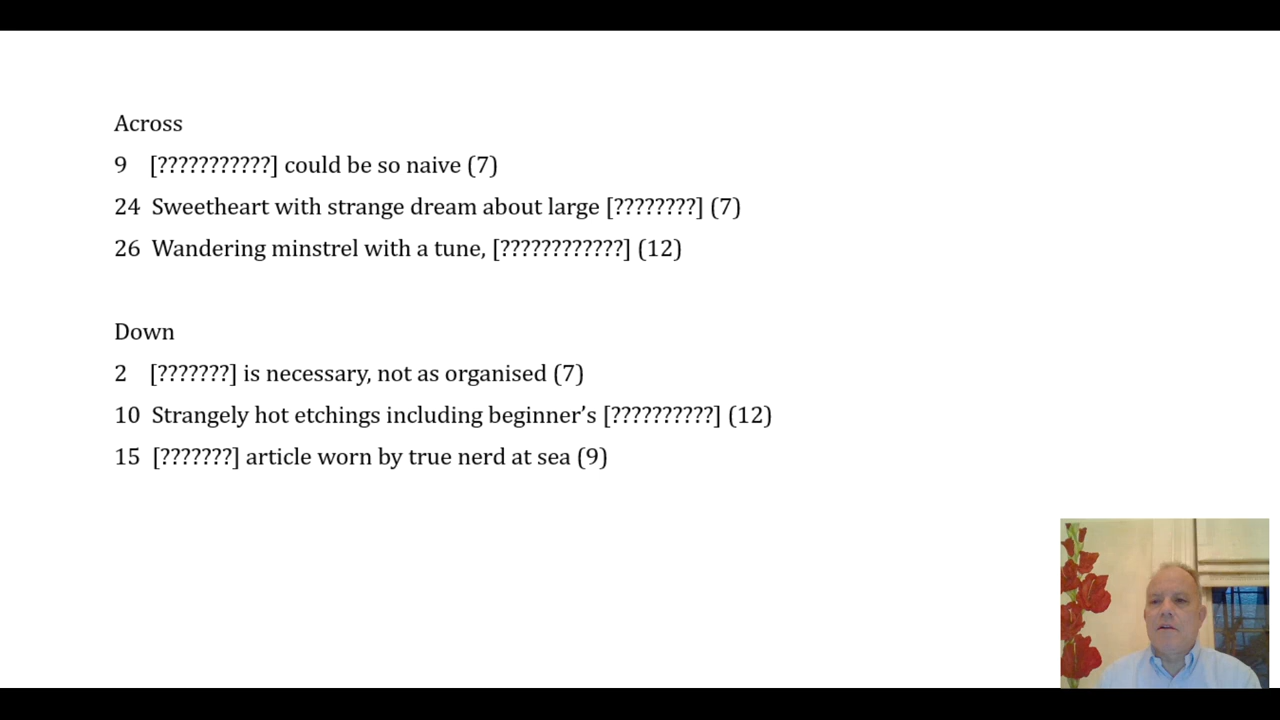 Across
9 [???????????] could be so naive (7)
24 Sweetheart with strange dream about large [????????] (7)
26 Wandering minstrel with a tune, [????????????] (12)
Down
2 [???????] is necessary, not as organised (7)
10 Strangely hot etchings including beginner’s [??????????] (12)
15 [???????] article worn by true nerd at sea (9)